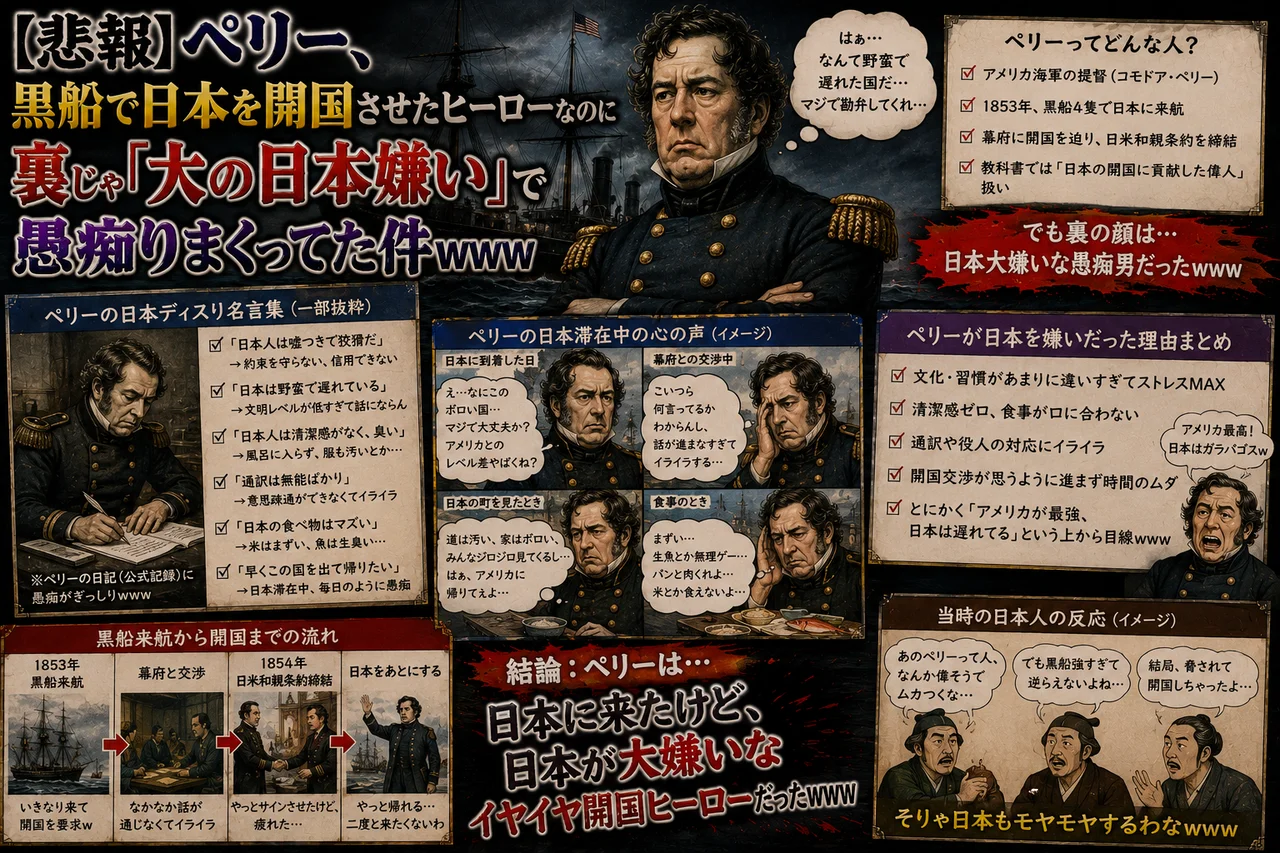 【悲報】ペリー、
黒船で日本を開国させたヒーローなのに
裏じゃ「大の日本嫌い」で
愚痴りまくってた件www
はぁ…
なんて野蛮で
遅れた国だ…
マジで勘弁してくれ…
ペリーってどんな人?
アメリカ海軍の提督(コモドア・ペリー)
1853年、黒船4隻で日本に来航
幕府に開国を迫り、日米和親条約を締結
教科書では「日本の開国に貢献した偉人」
扱い
でも裏の顔は…
日本大嫌いな愚痴男だったwww
ペリーの日本ディスリ名言集(一部抜粋)
「日本人は嘘つきで狡猾だ」
→約束を守らない、信用できない
「日本は野蛮で遅れている」
→文明レベルが低すぎて話にならん
「日本人は清潔感がなく、臭い」
→風呂に入らず、服も汚いとか…
「通訳は無能ばかり」
→意思疎通ができなくてイライラ
「日本の食べ物はマズい」
→米はまずい、魚は生臭い…
「早くこの国を出て帰りたい」
→日本滞在中、毎日のように愚痴
※ペリーの日記(公式記録)に
愚痴がぎっしりwww
ペリーの日本滞在中の心の声(イメージ)
日本に到着した日
え…なにこの
ボロい国…
マジで大丈夫か?
アメリカとの
レベル差やばくね?
幕府との交渉中
こいつら
何言ってるか
わからんし、
話が進まなすぎて
イライラする…
日本の町を見たとき
道は汚い、家はボロい、
みんなジロジロ見てくるし…
はぁ、アメリカに
帰りてぇよ…
食事のとき
まずい…
生魚とか無理ゲー…
パンと肉くれよ…
米とか食えないよ…
ペリーが日本を嫌いだった理由まとめ
文化・習慣があまりに違いすぎてストレスMAX
清潔感ゼロ、食事が口に合わない
通訳や役人の対応にイライラ
開国交渉が思うように進まず時間のムダ
とにかく「アメリカが最強、
日本は遅れてる」という上から目線www
アメリカ最高!
日本はガラパゴスw
黒船来航から開国までの流れ
1853年
黒船来航
いきなり来て
開国を要求w
幕府と交渉
なかなか話が
通じなくてイライラ
1854年
日米和親条約締結
やっとサインさせたけど、
疲れた…
日本をあとにする
やっと帰れる…
二度と来たくないわ
結論:ペリーは…
日本に来たけど、
日本が大嫌いな
イヤイヤ開国ヒーローだったwww
当時の日本人の反応(イメージ)
あのペリーって人、
なんか偉そうで
ムカつくな…
でも黒船強すぎて
逆らえないよね…
結局、脅されて
開国しちゃったよ…
そりゃ日本もモヤモヤするわなwww